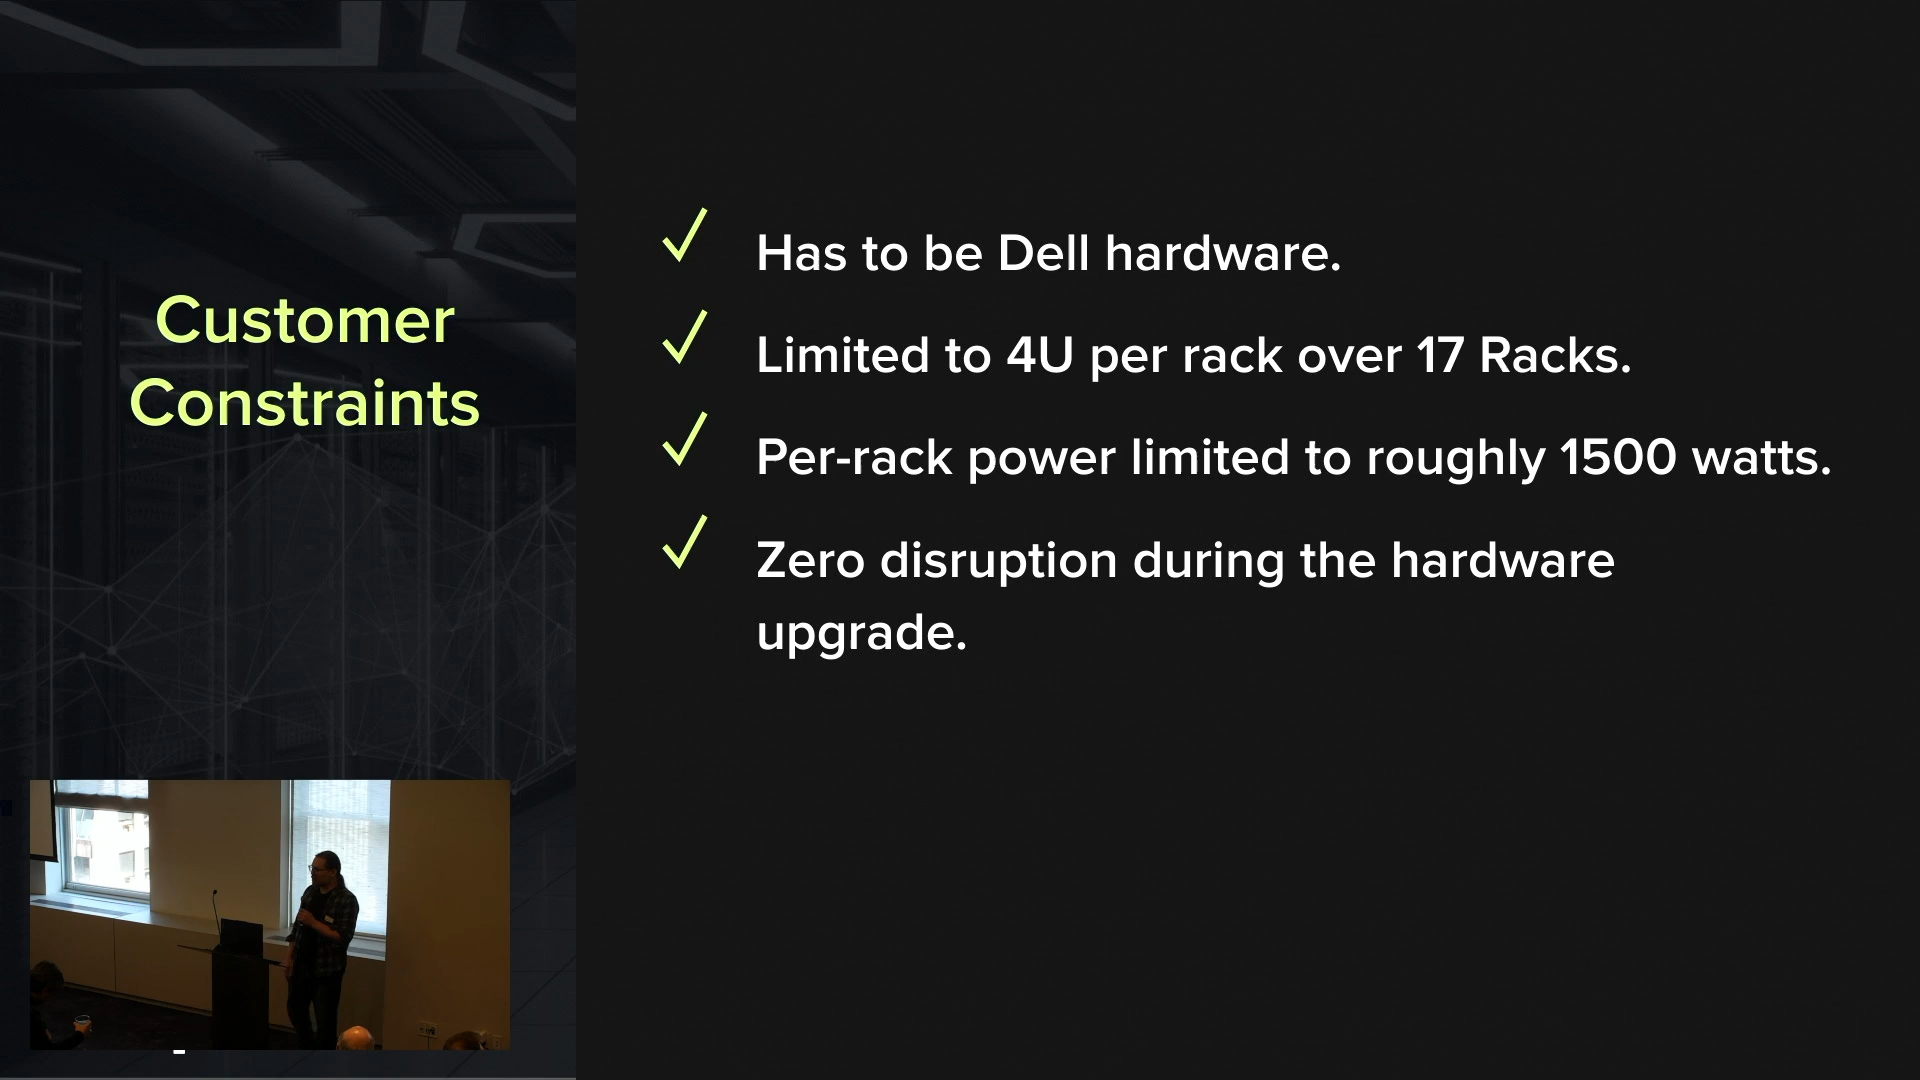 Customer
Constraints
Has to be Dell hardware.
Limited to 4U per rack over 17 Racks.
Per-rack power limited to roughly 1500 watts.
Zero disruption during the hardware
upgrade.